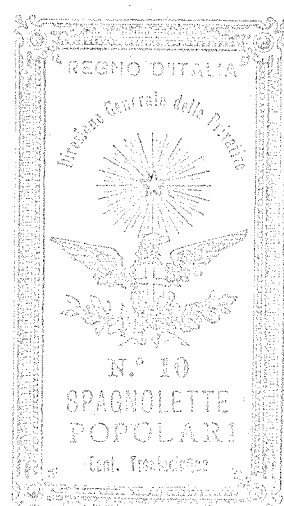 REGNO D'ITALIA
Direzione Generale delle Privative
N.º 10
SPAGNOLETTE
POPOLARI
Cent. Trentacinque